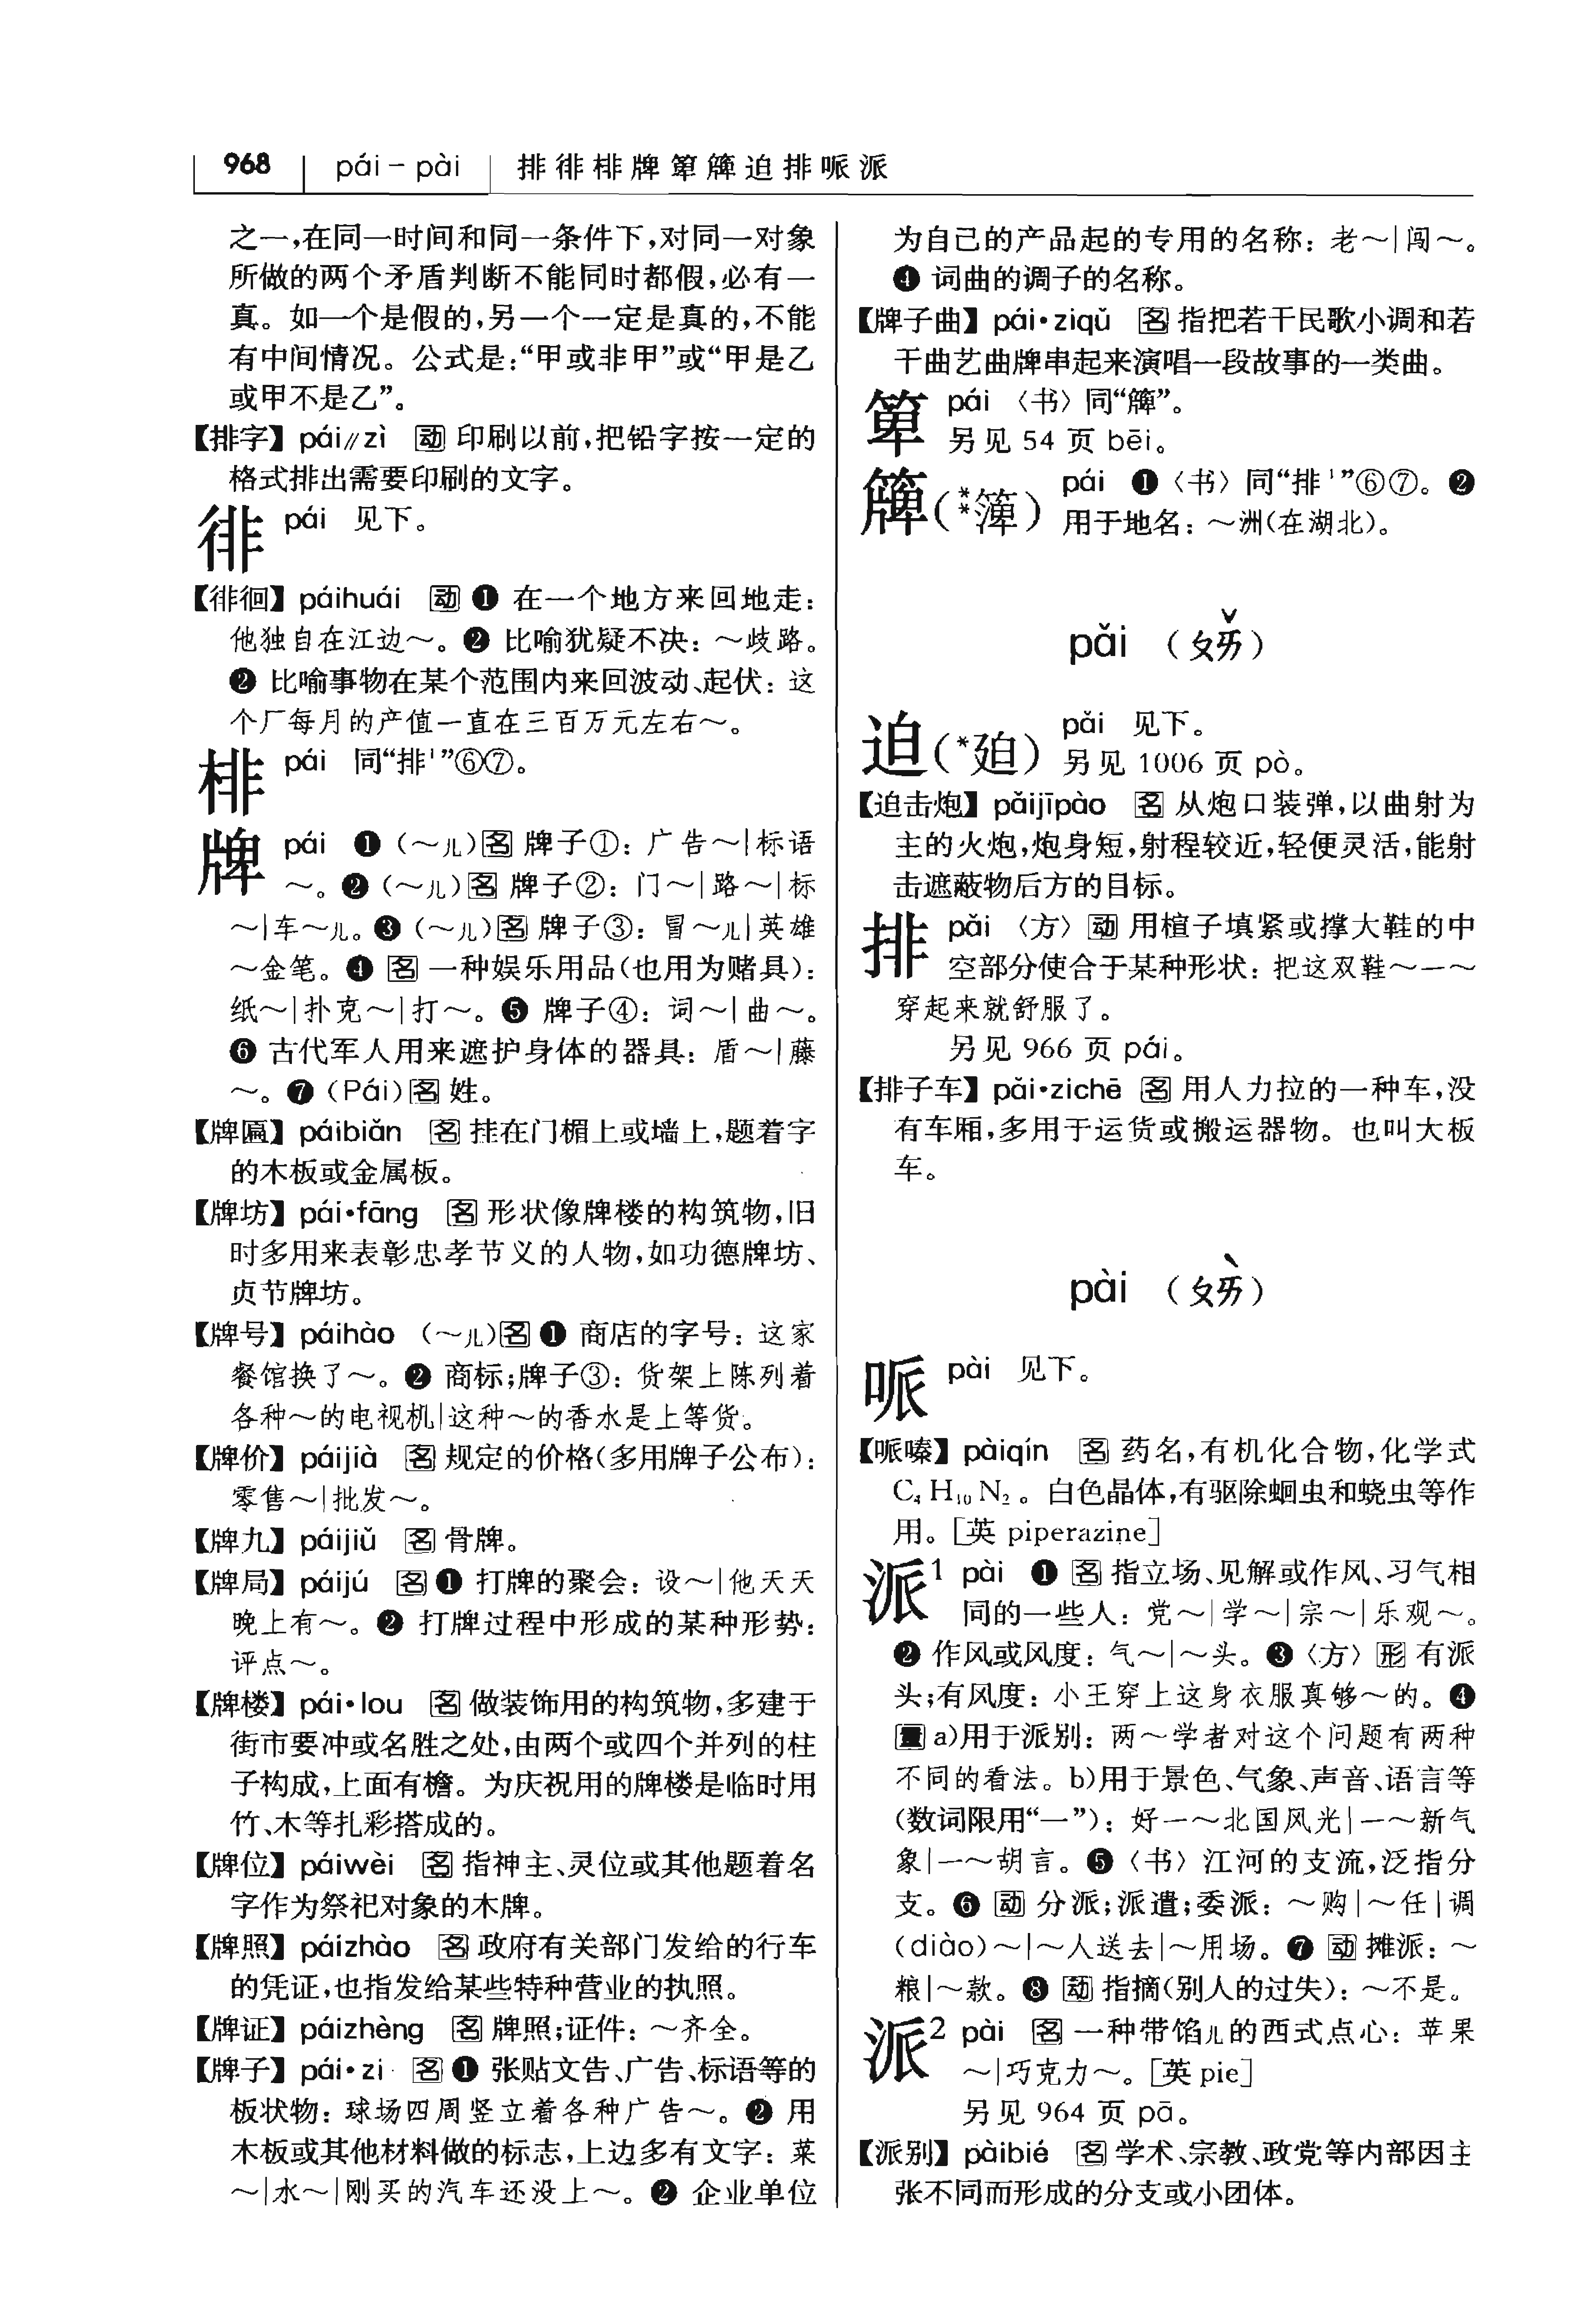 968 pái－pài 排徘棑牌箄簰迫排哌派
之一,在同一时间和同一条件下,对同一对象
所做的两个矛盾判断不能同时都假,必有一
真。如一个是假的,另一个一定是真的,不能
有中间情况。公式是:“甲或非甲”或“甲是乙
或甲不是乙”。
【排字】pái∥zì 动 印刷以前,把铅字按一定的
格式排出需要印刷的文字。
徘 pái 见下。
【徘徊】páihuái 动 ❶ 在一个地方来回地走:
他独自在江边～。❷ 比喻犹疑不决:～歧路。
❷ 比喻事物在某个范围内来回波动、起伏:这
个厂每月的产值一直在三百万元左右～。
棑 pái 同“排¹”⑥⑦。
牌 pái ❶(～儿)名 牌子①:广告～|标语
～。❷(～儿)名 牌子②:门～|路～|标
～|车～儿。❸(～儿)名 牌子③:冒～儿|英雄
～金笔。❹ 名 一种娱乐用品(也用为赌具):
纸～|扑克～|打～。❺ 牌子④:词～|曲～。
❻ 古代军人用来遮护身体的器具:盾～|藤
～。❼(Pái)名 姓。
【牌匾】páibiǎn 名 挂在门楣上或墙上,题着字
的木板或金属板。
【牌坊】pái•fāng 名 形状像牌楼的构筑物,旧
时多用来表彰忠孝节义的人物,如功德牌坊、
贞节牌坊。
【牌号】páihào (～儿)名 ❶ 商店的字号:这家
餐馆换了～。❷ 商标;牌子③:货架上陈列着
各种～的电视机|这种～的香水是上等货。
【牌价】páijià 名 规定的价格(多用牌子公布):
零售～|批发～。
【牌九】páijiǔ 名 骨牌。
【牌局】páijú 名 ❶ 打牌的聚会:设～|他天天
晚上有～。❷ 打牌过程中形成的某种形势:
评点～。
【牌楼】pái•lou 名 做装饰用的构筑物,多建于
街市要冲或名胜之处,由两个或四个并列的柱
子构成,上面有檐。为庆祝用的牌楼是临时用
竹、木等扎彩搭成的。
【牌位】páiwèi 名 指神主、灵位或其他题着名
字作为祭祀对象的木牌。
【牌照】páizhào 名 政府有关部门发给的行车
的凭证,也指发给某些特种营业的执照。
【牌证】páizhèng 名 牌照;证件:～齐全。
【牌子】pái•zi 名 ❶ 张贴文告、广告、标语等的
板状物:球场四周竖立着各种广告～。❷ 用
木板或其他材料做的标志,上边多有文字:菜
～|水～|刚买的汽车还没上～。❷ 企业单位
为自己的产品起的专用的名称:老～|闯～。
❹ 词曲的调子的名称。
【牌子曲】pái•ziqǔ 名 指把若干民歌小调和若
干曲艺曲牌串起来演唱一段故事的一类曲。
箄 pái 〈书〉同“簰”。
另见 54 页 bēi。
簰(**簿) pái ❶〈书〉同“排¹”⑥⑦。❷
用于地名:～洲(在湖北)。
pǎi (ㄆㄞˇ)
迫(*廹) pǎi 见下。
另见 1006 页 pò。
【迫击炮】pǎijīpào 名 从炮口装弹,以曲射为
主的火炮,炮身短,射程较近,轻便灵活,能射
击遮蔽物后方的目标。
排 pǎi 〈方〉动 用楦子填紧或撑大鞋的中
空部分使合于某种形状:把这双鞋～一～
穿起来就舒服了。
另见 966 页 pái。
【排子车】pǎi•zichē 名 用人力拉的一种车,没
有车厢,多用于运货或搬运器物。也叫大板
车。
pài (ㄆㄞˋ)
哌 pài 见下。
【哌嗪】pàiqín 名 药名,有机化合物,化学式
C₄H₁₀N₂。白色晶体,有驱除蛔虫和蛲虫等作
用。[英 piperazine]
派¹ pài ❶ 名 指立场、见解或作风、习气相
同的一些人:党～|学～|宗～|乐观～。
❷ 作风或风度:气～|～头。❸〈方〉形 有派
头;有风度:小王穿上这身衣服真够～的。❹
量 a)用于派别:两～学者对这个问题有两种
不同的看法。b)用于景色、气象、声音、语言等
(数词限用“一”):好一～北国风光|一～新气
象|一～胡言。❺〈书〉江河的支流,泛指分
支。❻ 动 分派;派遣;委派:～购|～任|调
(diào)～|～人送去|～用场。❼ 动 摊派:～
粮|～款。❽ 动 指摘(别人的过失):～不是。
派² pài 名 一种带馅儿的西式点心:苹果
～|巧克力～。[英 pie]
另见 964 页 pā。
【派别】pàibié 名 学术、宗教、政党等内部因主
张不同而形成的分支或小团体。